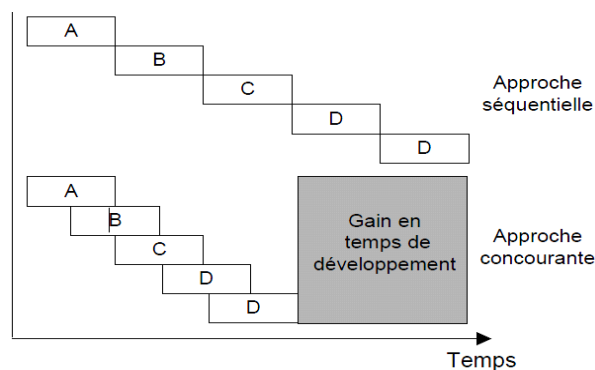 A
B
C
D
D
Approche
séquentielle
A
B
C
D
D
Gain en
temps de
développement
Approche
concourante
Temps